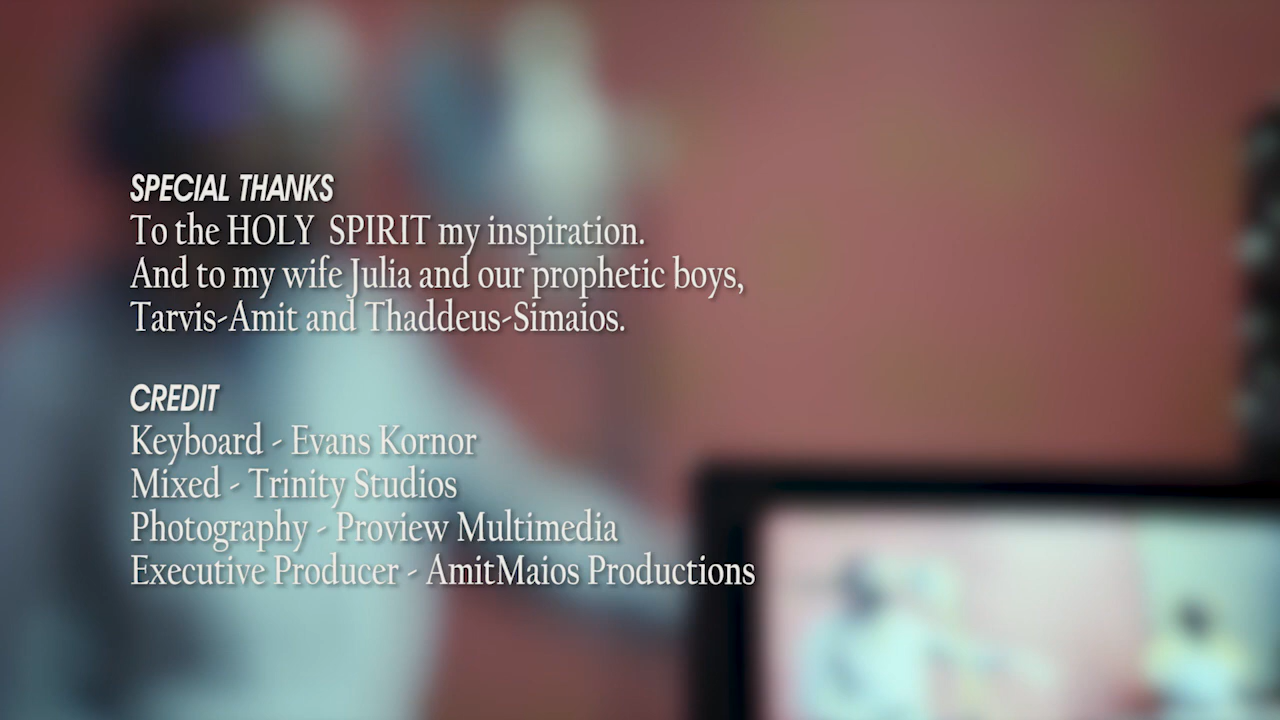 SPECIAL THANKS
To the HOLY SPIRIT my inspiration.
And to my wife Julia and our prophetic boys,
Tarvis-Amit and Thaddeus-Simaios.
CREDIT
Keyboard - Evans Kornor
Mixed - Trinity Studios
Photography - Proview Multimedia
Executive Producer - AmitMaios Productions